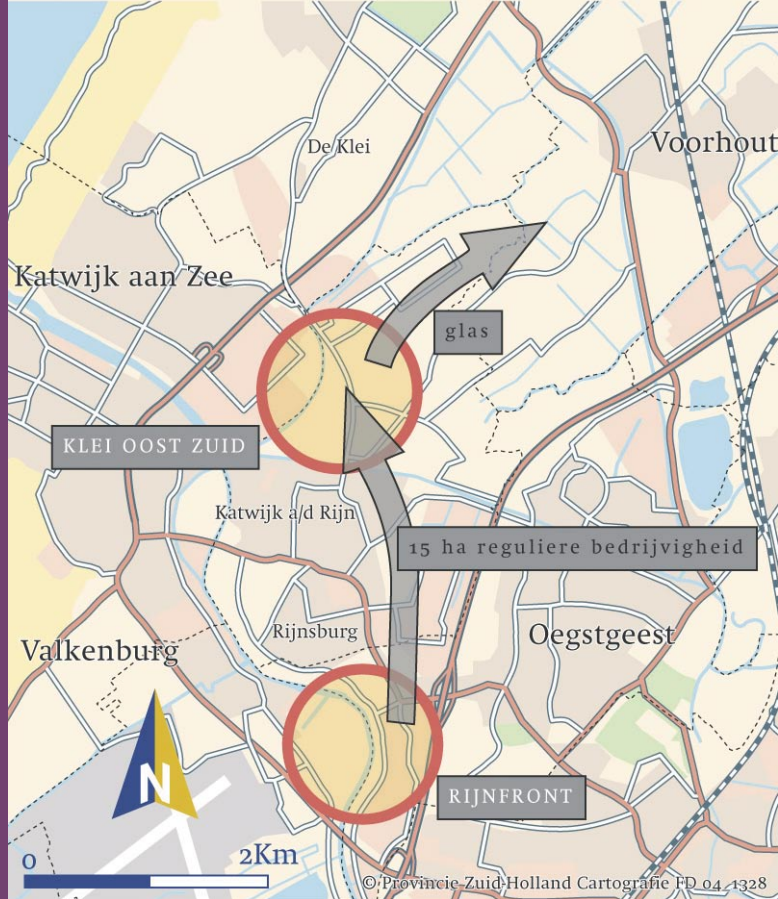 De Klei
Voorhout
Katwijk aan Zee
glas
KLEI OOST ZUID
Katwijk a/d Rijn
15 ha reguliere bedrijvigheid
Rijnsburg
Oegstgeest
Valkenburg
N
RIJNFRONT
0 2Km
© Provincie Zuid-Holland Cartografie FD 04_1328